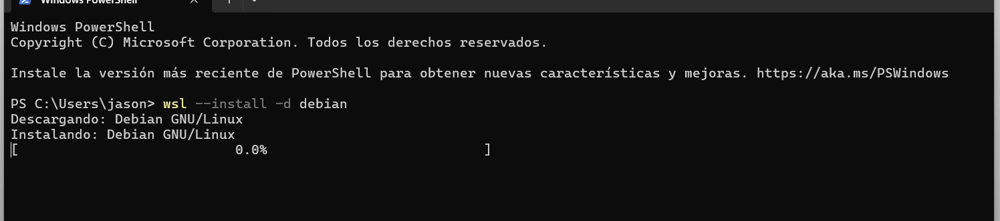 Windows PowerShell
Windows PowerShell
Copyright (C) Microsoft Corporation. Todos los derechos reservados.
Instale la versión más reciente de PowerShell para obtener nuevas características y mejoras. https://aka.ms/PSWindows
PS C:\Users\jason> wsl --install -d debian
Descargando: Debian GNU/Linux
Instalando: Debian GNU/Linux
[                            0.0%                           ]